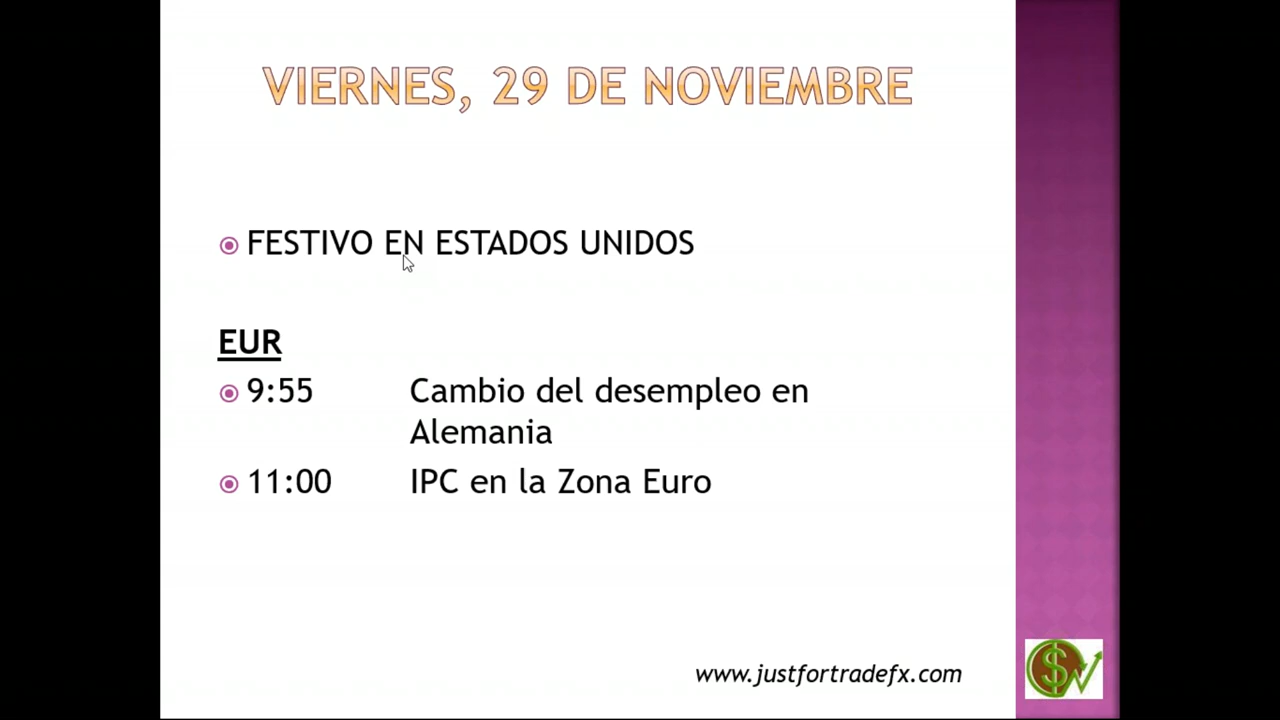 VIERNES, 29 DE NOVIEMBRE
FESTIVO EN ESTADOS UNIDOS
EUR
9:55 Cambio del desempleo en
Alemania
11:00 IPC en la Zona Euro
www.justfortradefx.com